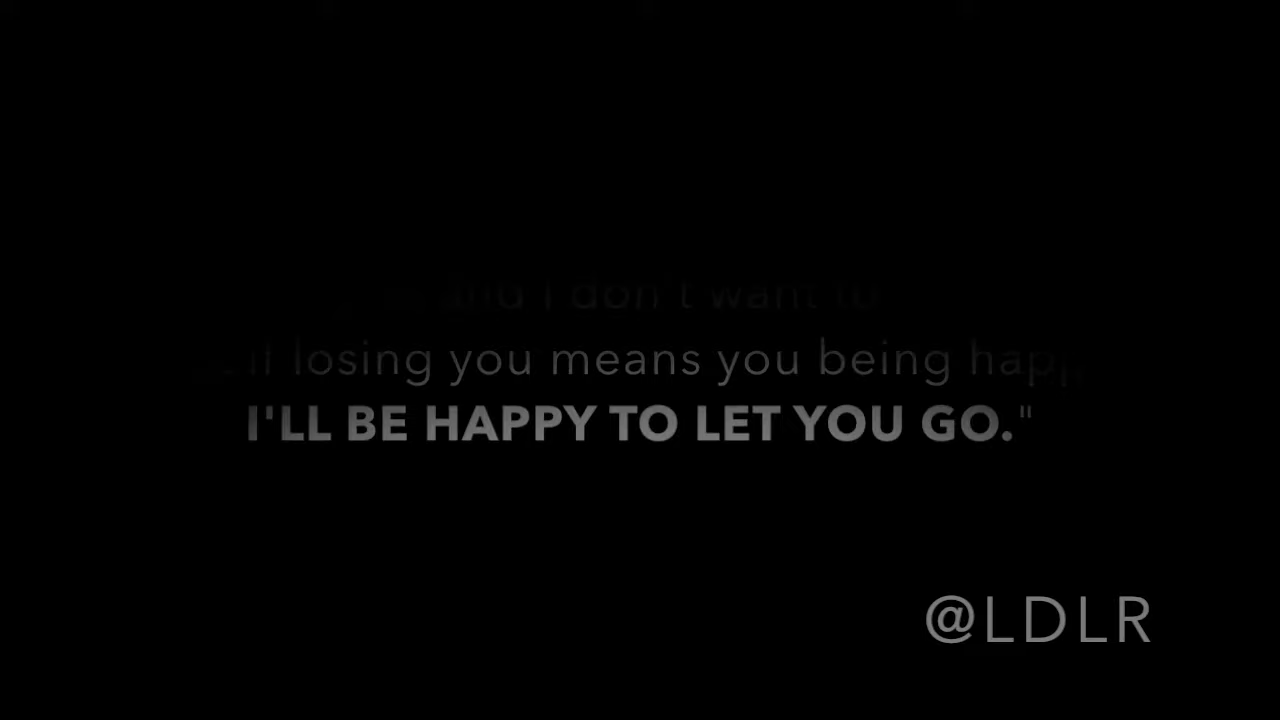 and I don't want to
losing you means you being
I'LL BE HAPPY TO LET YOU GO."
@LDLR